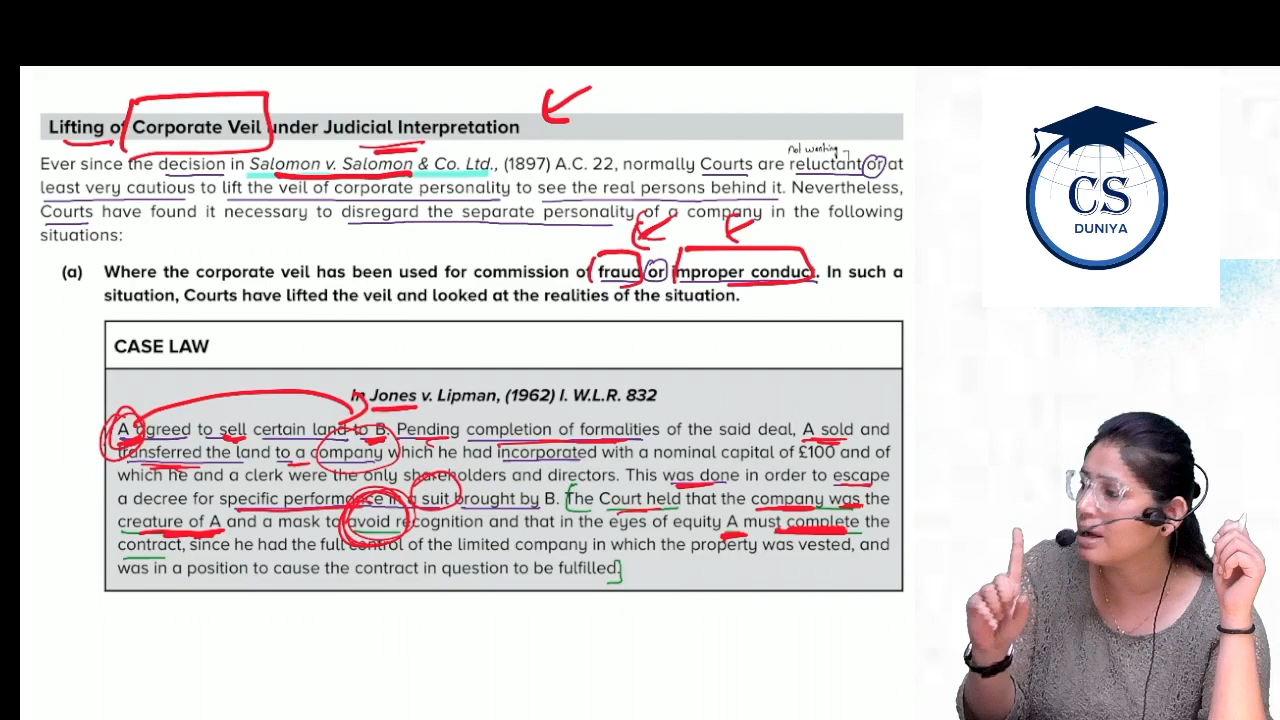 Lifting of Corporate Veil under Judicial Interpretation
not wanting
Ever since the decision in Salomon v. Salomon & Co. Ltd., (1897) A.C. 22, normally Courts are reluctant or at
least very cautious to lift the veil of corporate personality to see the real persons behind it. Nevertheless,
Courts have found it necessary to disregard the separate personality of a company in the following
situations:
(a) Where the corporate veil has been used for commission of fraud or improper conduct. In such a
situation, Courts have lifted the veil and looked at the realities of the situation.
CASE LAW
In Jones v. Lipman, (1962) I. W.L.R. 832
A agreed to sell certain land to B. Pending completion of formalities of the said deal, A sold and
transferred the land to a company which he had incorporated with a nominal capital of £100 and of
which he and a clerk were the only shareholders and directors. This was done in order to escape
a decree for specific performance in a suit brought by B. The Court held that the company was the
creature of A and a mask to avoid recognition and that in the eyes of equity A must complete the
contract, since he had the full control of the limited company in which the property was vested, and
was in a position to cause the contract in question to be fulfilled.
CS
DUNIYA